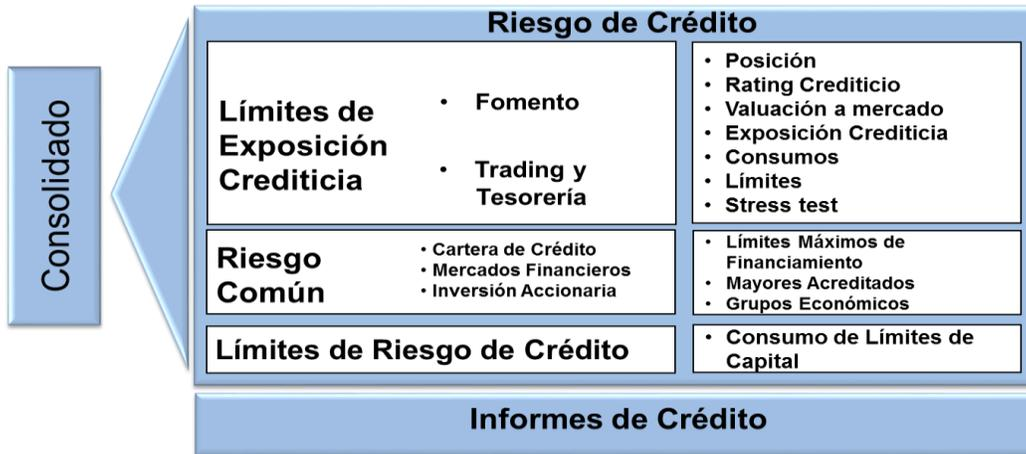 Consolidado
Riesgo de Crédito
Límites de
Exposición
Crediticia
• Fomento
• Trading y
Tesorería
• Posición
• Rating Crediticio
• Valuación a mercado
• Exposición Crediticia
• Consumos
• Límites
• Stress test
Riesgo
Común
• Cartera de Crédito
• Mercados Financieros
• Inversión Accionaria
• Límites Máximos de
Financiamiento
• Mayores Acreditados
• Grupos Económicos
Límites de Riesgo de Crédito
• Consumo de Límites de
Capital
Informes de Crédito